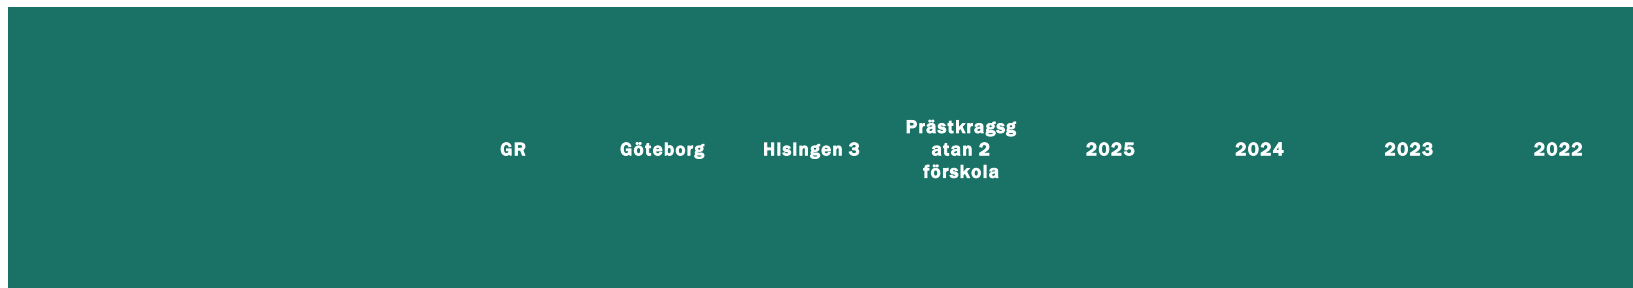 GR Göteborg Hisingen 3 Prästkragsg
atan 2
förskola 2025 2024 2023 2022